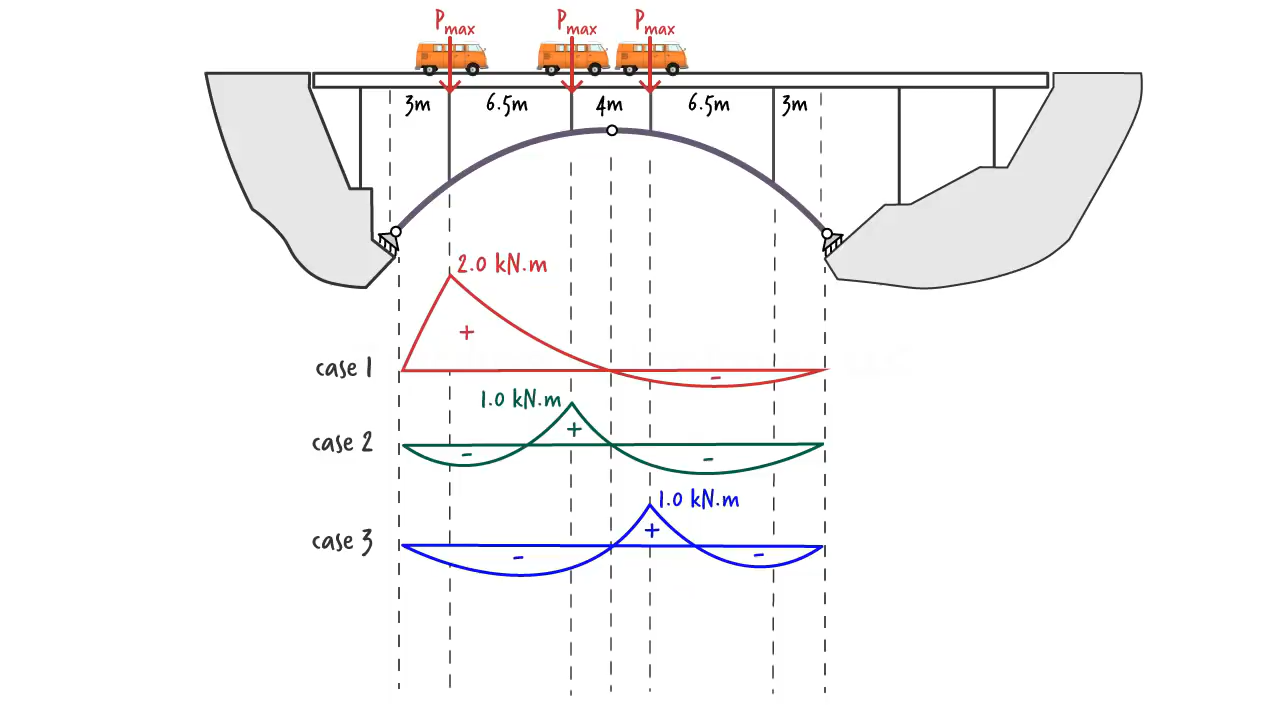 Pmax Pmax Pmax
3m 6.5m 4m 6.5m 3m
2.0 kN.m
+
case 1
-
1.0 kN.m
+
case 2
- -
1.0 kN.m
+
case 3
- -